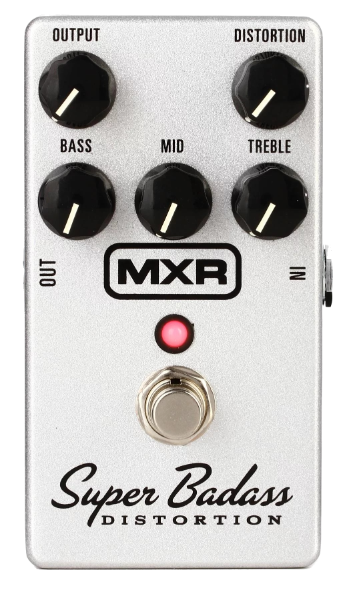 OUTPUT DISTORTION
BASS MID TREBLE
OUT IN
MXR
Super Badass
DISTORTION